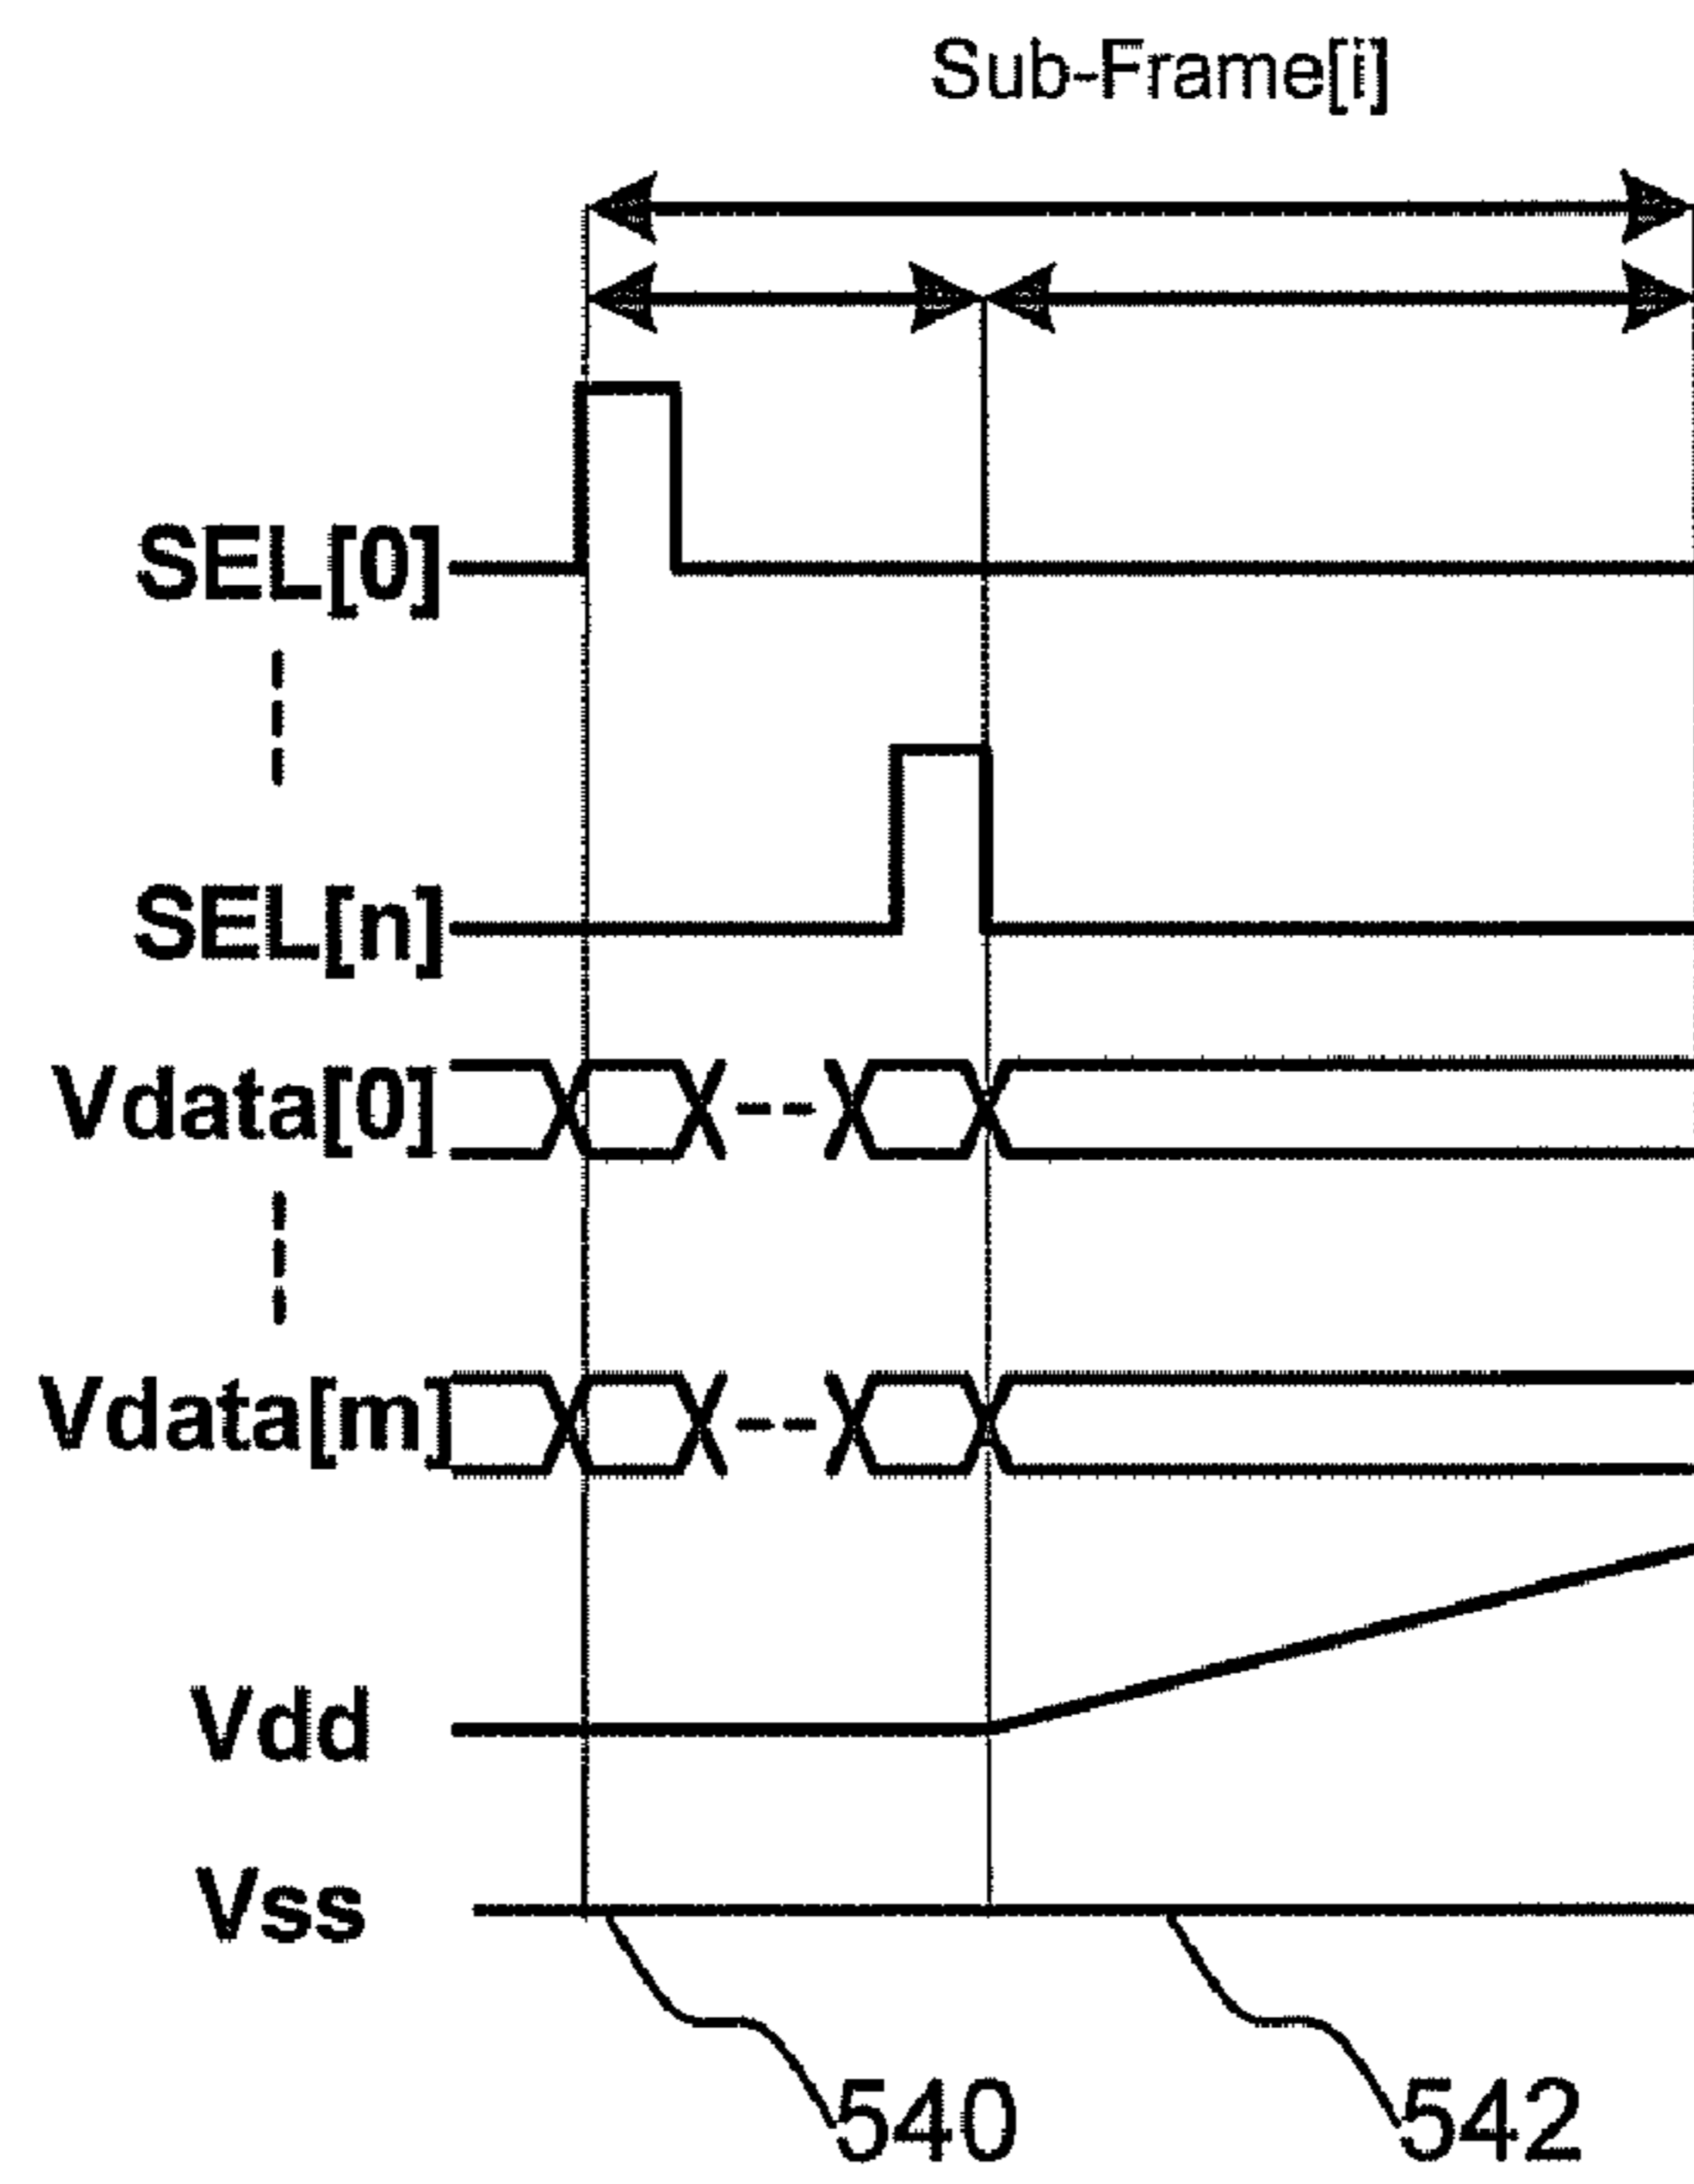 Sub-Frame[i]
SEL[0]
SEL[n]
Vdata[0]
Vdata[m]
Vdd
Vss
540
542